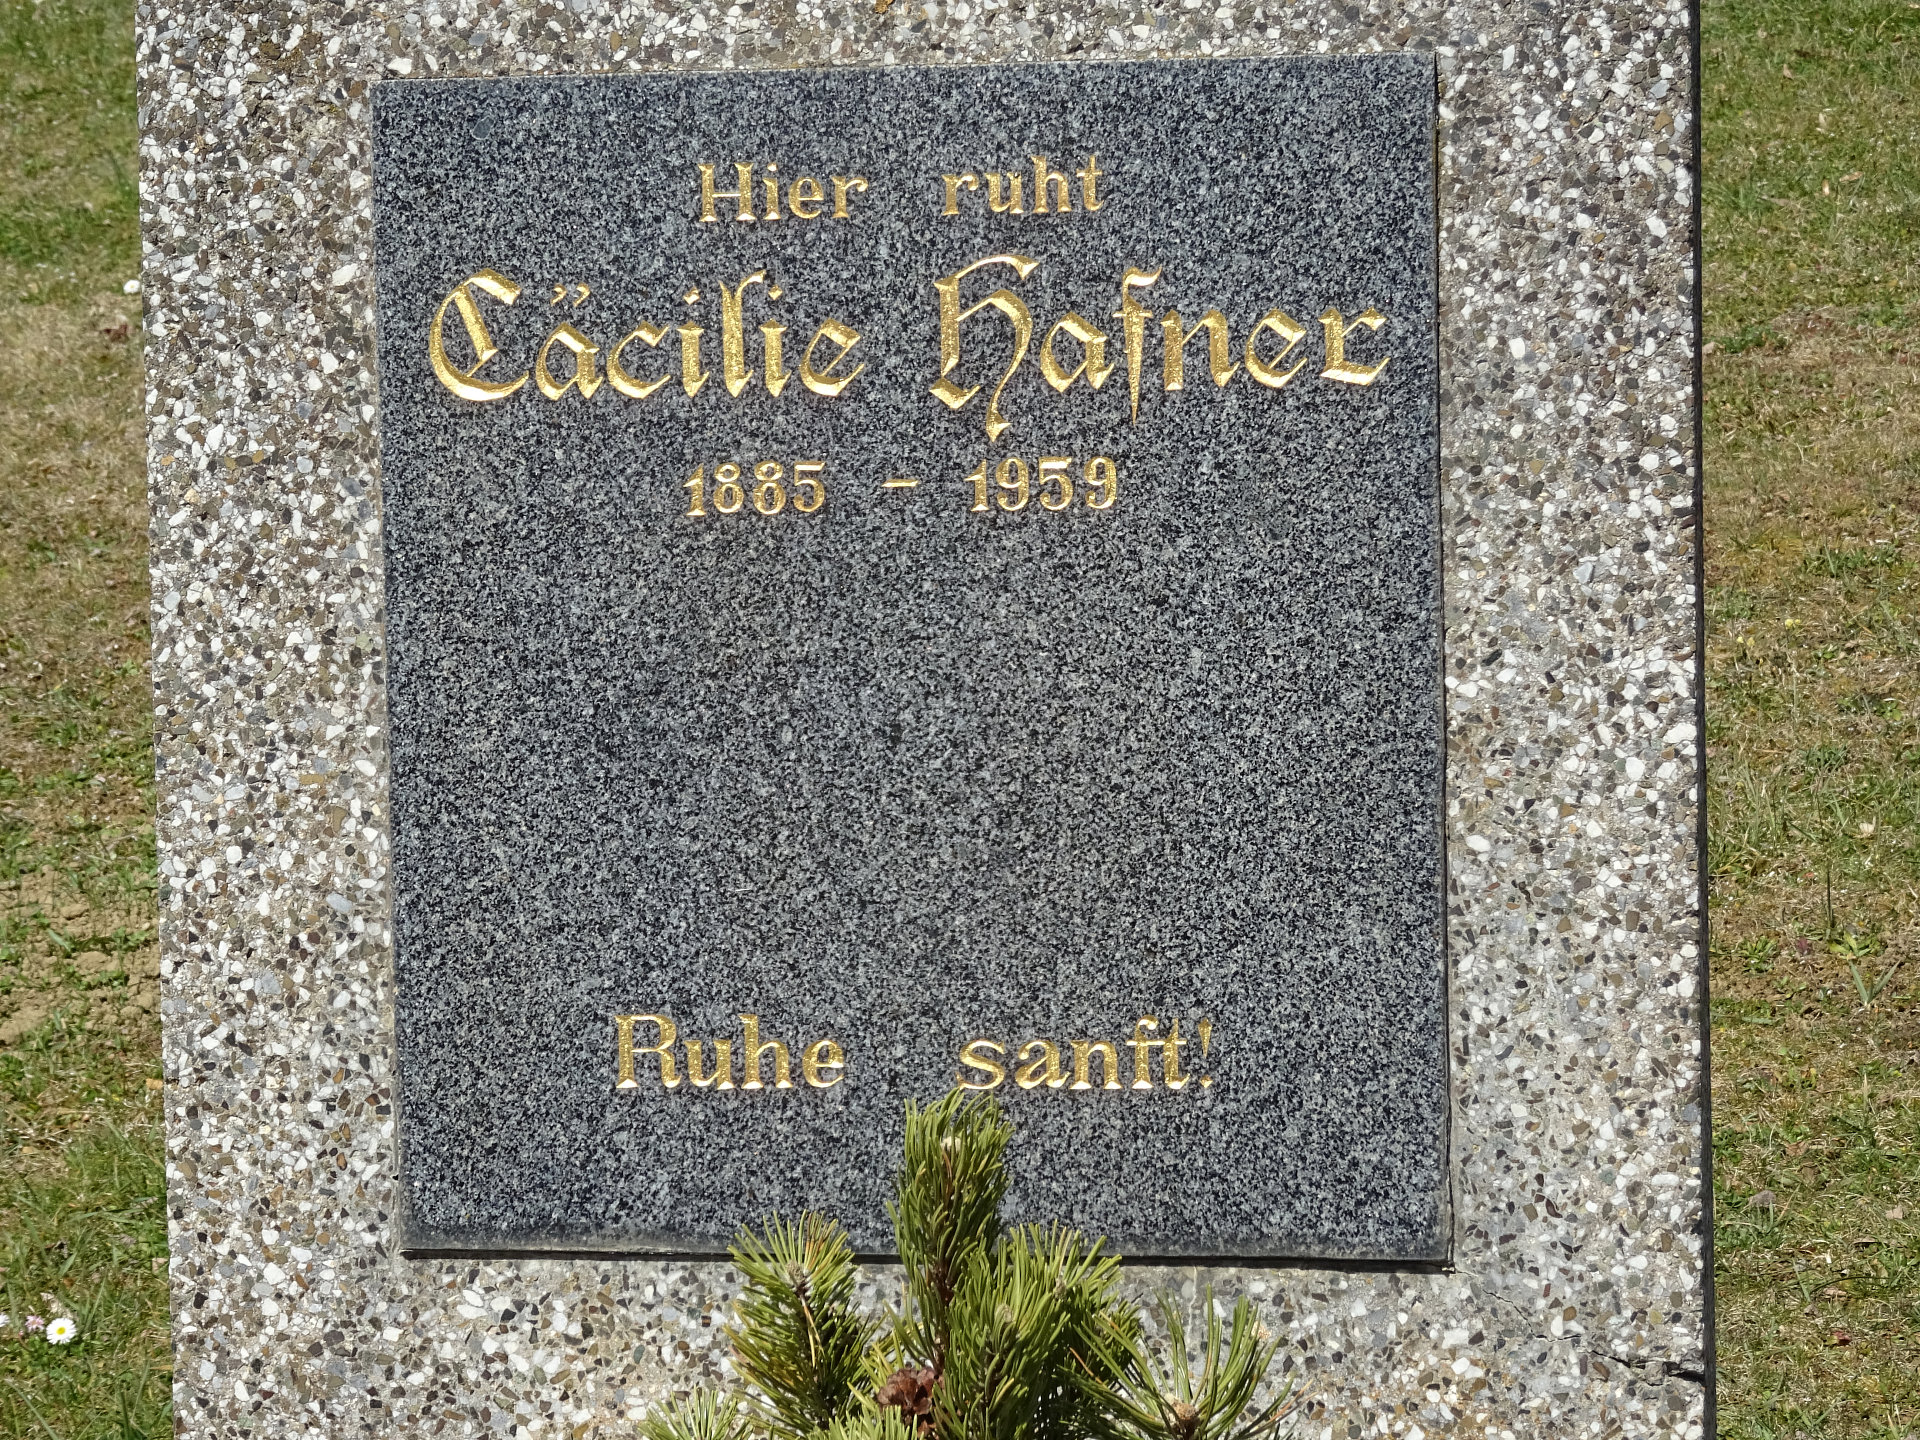 Hier ruht
Cäcilie Hafner
1885 - 1959
Ruhe sanft!